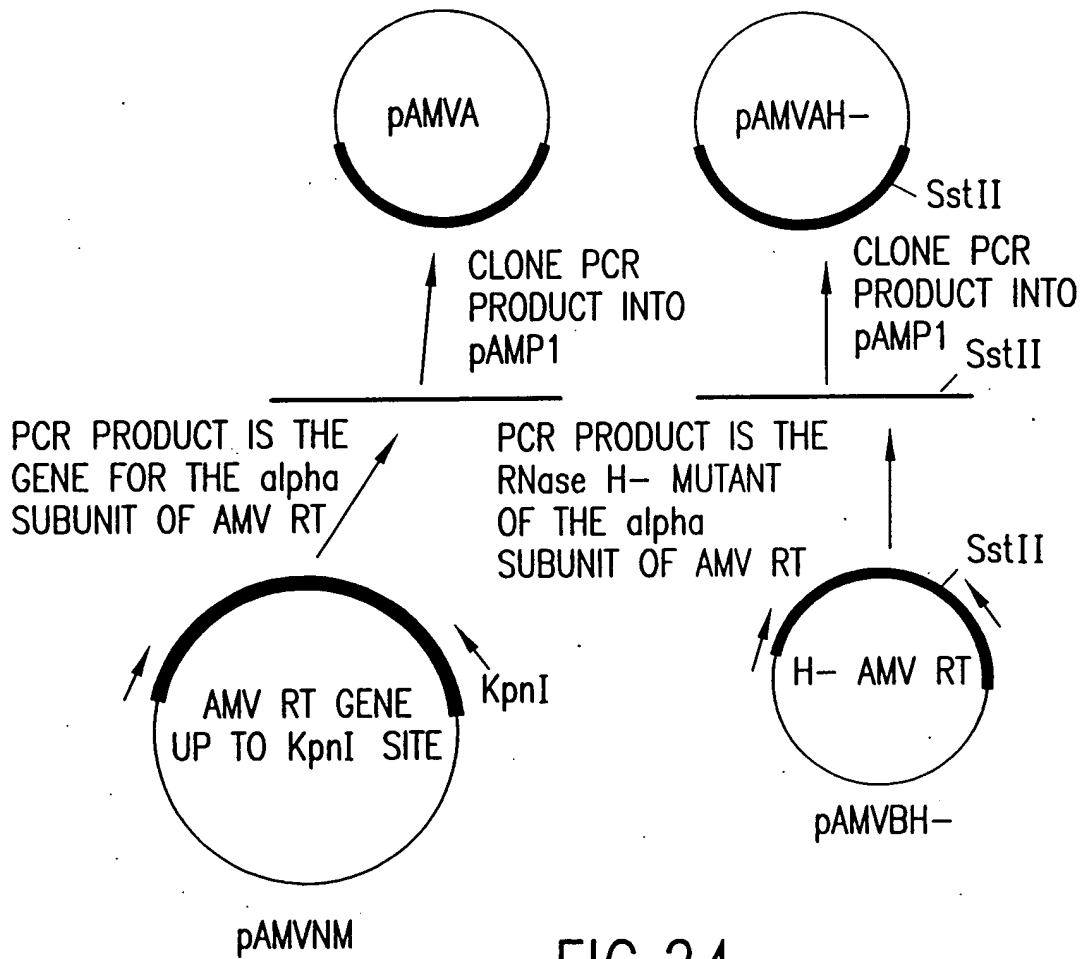 pAMVA
pAMVAH-
SstII
CLONE PCR
PRODUCT INTO
pAMP1
CLONE PCR
PRODUCT INTO
pAMP1
SstII
PCR PRODUCT IS THE
GENE FOR THE alpha
SUBUNIT OF AMV RT
PCR PRODUCT IS THE
RNase H- MUTANT
OF THE alpha
SUBUNIT OF AMV RT
SstII
KpnI
AMV RT GENE
UP TO KpnI SITE
H- AMV RT
pAMVBH-
pAMVNM
FIG